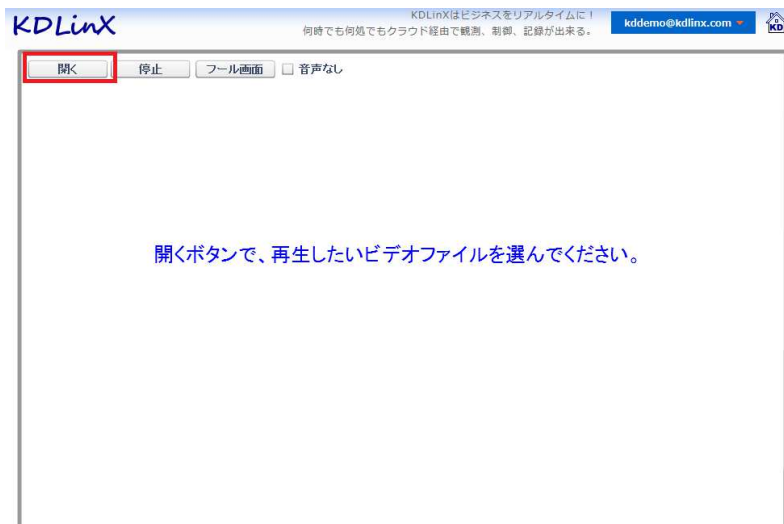 KDLinX
KDLinXはビジネスをリアルタイムに!
何時でも何処でもクラウド経由で観測、制御、記録が出来る。
kddemo@kdlinx.com
KD
開く 停止 フール画面 音声なし
開くボタンで、再生したいビデオファイルを選んでください。